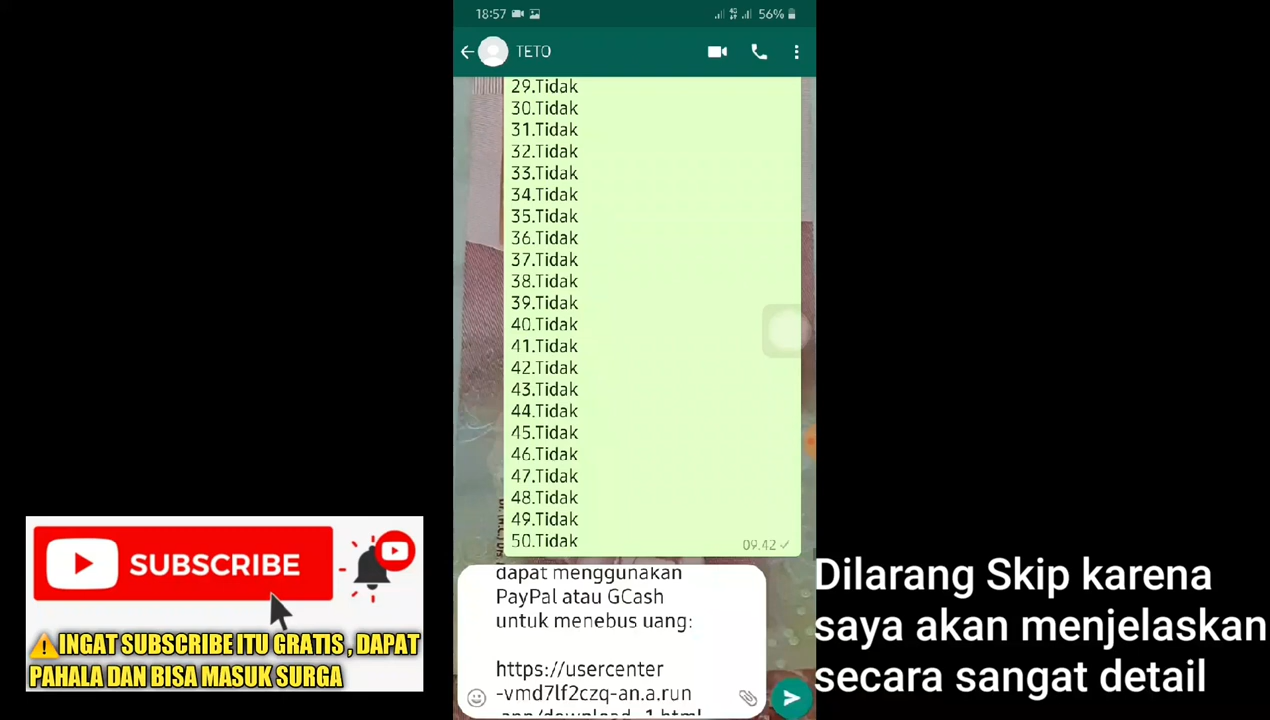 18:57
56%
TETO
29.Tidak
30.Tidak
31.Tidak
32.Tidak
33.Tidak
34.Tidak
35.Tidak
36.Tidak
37.Tidak
38.Tidak
39.Tidak
40.Tidak
41.Tidak
42.Tidak
43.Tidak
44.Tidak
45.Tidak
46.Tidak
47.Tidak
48.Tidak
49.Tidak
50.Tidak
09.42
dapat menggunakan
PayPal atau GCash
untuk menebus uang:
https://usercenter
-vmd7lf2czq-an.a.run
.app/download_1.html
SUBSCRIBE
INGAT SUBSCRIBE ITU GRATIS , DAPAT
PAHALA DAN BISA MASUK SURGA
Dilarang Skip karena
saya akan menjelaskan
secara sangat detail